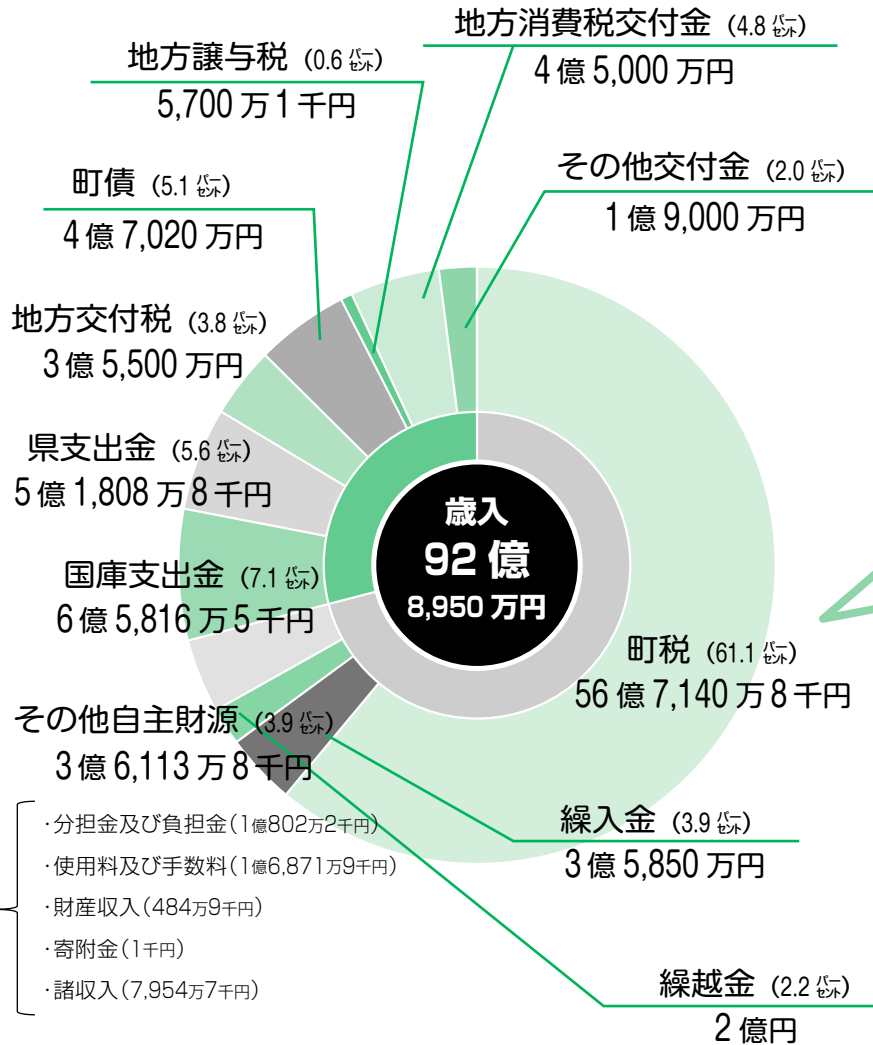 地方消費税交付金（4.8パーセント）
4億5,000万円
地方譲与税（0.6パーセント）
5,700万1千円
その他交付金（2.0パーセント）
1億9,000万円
町債（5.1パーセント）
4億7,020万円
地方交付税（3.8パーセント）
3億5,500万円
県支出金（5.6パーセント）
5億1,808万8千円
国庫支出金（7.1パーセント）
6億5,816万5千円
歳入
92億
8,950万円
町税（61.1パーセント）
56億7,140万8千円
その他自主財源（3.9パーセント）
3億6,113万8千円
・分担金及び負担金（1億802万2千円）
・使用料及び手数料（1億6,871万9千円）
・財産収入（484万9千円）
・寄附金（1千円）
・諸収入（7,954万7千円）
繰入金（3.9パーセント）
3億5,850万円
繰越金（2.2パーセント）
2億円